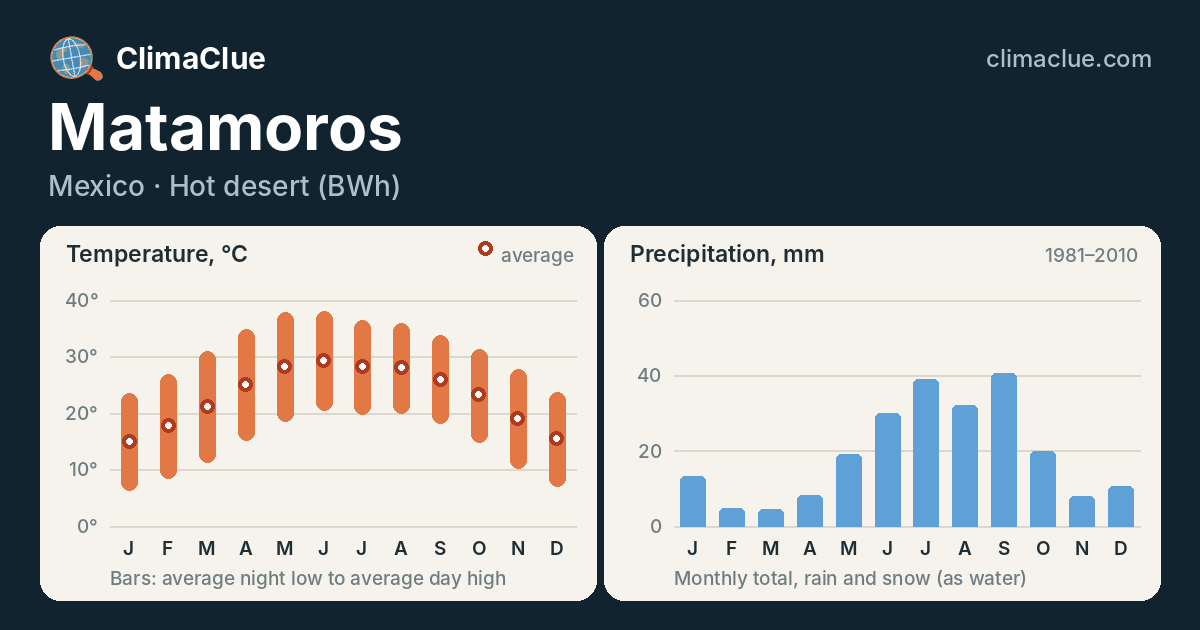 ClimaClue
climaclue.com
Matamoros
Mexico · Hot desert (BWh)
Temperature, °C
average
40°
30°
20°
10°
0°
J F M A M J J A S O N D
Bars: average night low to average day high
Precipitation, mm
1981–2010
60
40
20
0
J F M A M J J A S O N D
Monthly total, rain and snow (as water)